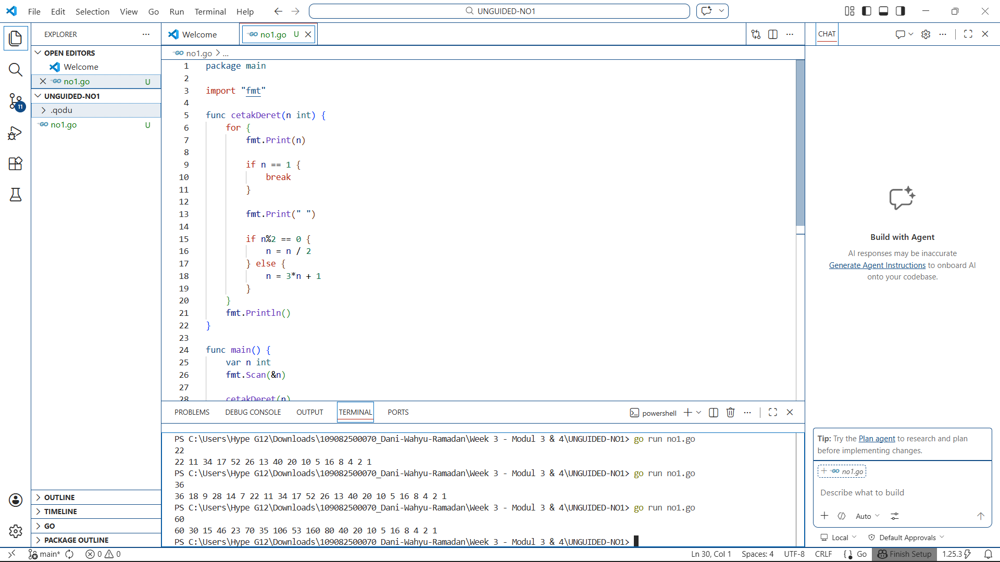 File Edit Selection View Go Run Terminal Help
UNGUIDED-NO1
EXPLORER
OPEN EDITORS
Welcome
no1.go U
UNGUIDED-NO1
.qodu
no1.go U
11
OUTLINE
TIMELINE
GO
PACKAGE OUTLINE
Welcome
no1.go U
no1.go > ...
1 package main
2
3 import "fmt"
4
5 func cetakDeret(n int) {
6 for {
7 fmt.Print(n)
8
9 if n == 1 {
10 break
11 }
12
13 fmt.Print(" ")
14
15 if n%2 == 0 {
16 n = n / 2
17 } else {
18 n = 3*n + 1
19 }
20 }
21 fmt.Println()
22 }
23
24 func main() {
25 var n int
26 fmt.Scan(&n)
27
28 cetakDeret(n)
PROBLEMS DEBUG CONSOLE OUTPUT TERMINAL PORTS
powershell
PS C:\Users\Hype G12\Downloads\109082500070_Dani-Wahyu-Ramadan\Week 3 - Modul 3 & 4\UNGUIDED-NO1> go run no1.go
22
22 11 34 17 52 26 13 40 20 10 5 16 8 4 2 1
PS C:\Users\Hype G12\Downloads\109082500070_Dani-Wahyu-Ramadan\Week 3 - Modul 3 & 4\UNGUIDED-NO1> go run no1.go
36
36 18 9 28 14 7 22 11 34 17 52 26 13 40 20 10 5 16 8 4 2 1
PS C:\Users\Hype G12\Downloads\109082500070_Dani-Wahyu-Ramadan\Week 3 - Modul 3 & 4\UNGUIDED-NO1> go run no1.go
60
60 30 15 46 23 70 35 106 53 160 80 40 20 10 5 16 8 4 2 1
PS C:\Users\Hype G12\Downloads\109082500070_Dani-Wahyu-Ramadan\Week 3 - Modul 3 & 4\UNGUIDED-NO1>
CHAT
Build with Agent
AI responses may be inaccurate
Generate Agent Instructions to onboard AI
onto your codebase.
Tip: Try the Plan agent to research and plan
before implementing changes.
no1.go
Describe what to build
Auto
Local Default Approvals
main* 0 0
Ln 30, Col 1 Spaces: 4 UTF-8 CRLF Go Finish Setup 1.25.3